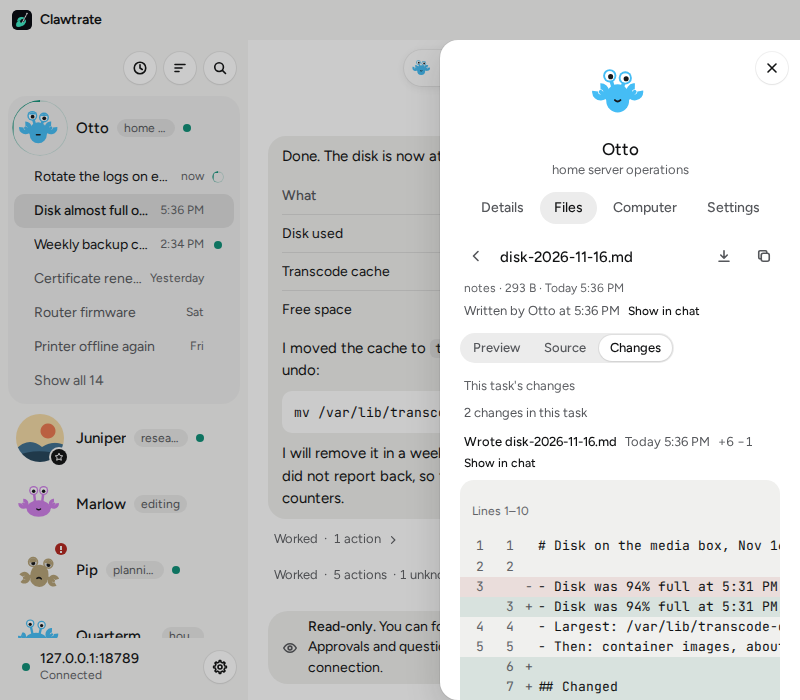 Clawtrate
Otto
home ...
Rotate the logs on e...
now
Disk almost full o...
5:36 PM
Weekly backup c...
2:34 PM
Certificate rene...
Yesterday
Router firmware
Sat
Printer offline again
Fri
Show all 14
Juniper
resea...
Marlow
editing
Pip
planni...
Quarterm
hou...
127.0.0.1:18789
Connected
Done. The disk is now at
What
Disk used
Transcode cache
Free space
I moved the cache to
undo:
mv /var/lib/transco
I will remove it in a week
did not report back, so
counters.
Worked · 1 action
Worked · 5 actions · 1 unkno
Read-only. You can fo
Approvals and questio
connection.
Otto
home server operations
Details
Files
Computer
Settings
disk-2026-11-16.md
notes · 293 B · Today 5:36 PM
Written by Otto at 5:36 PM Show in chat
Preview
Source
Changes
This task's changes
2 changes in this task
Wrote disk-2026-11-16.md Today 5:36 PM +6 −1
Show in chat
Lines 1–10
1 1 # Disk on the media box, Nov 16
2 2
3 - - Disk was 94% full at 5:31 PM
3 + - Disk was 94% full at 5:31 PM
4 4 - Largest: /var/lib/transcode-c
5 5 - Then: container images, about
6 +
7 + ## Changed